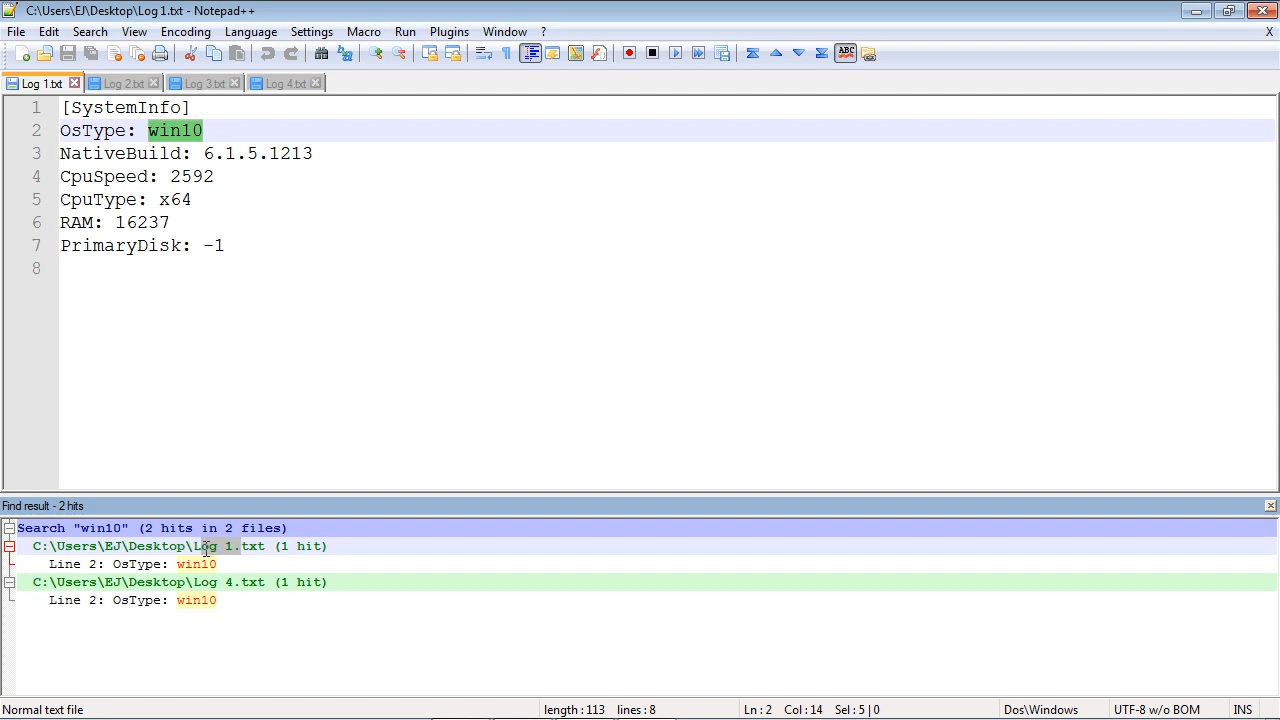 C:\Users\EJ\Desktop\Log 1.txt - Notepad++
File Edit Search View Encoding Language Settings Macro Run Plugins Window ? X
ABC
Log 1.txt Log 2.txt Log 3.txt Log 4.txt
1 [SystemInfo]
2 OsType: win10
3 NativeBuild: 6.1.5.1213
4 CpuSpeed: 2592
5 CpuType: x64
6 RAM: 16237
7 PrimaryDisk: -1
8
Find result - 2 hits
Search "win10" (2 hits in 2 files)
C:\Users\EJ\Desktop\Log 1.txt (1 hit)
Line 2: OsType: win10
C:\Users\EJ\Desktop\Log 4.txt (1 hit)
Line 2: OsType: win10
Normal text file length : 113 lines : 8 Ln : 2 Col : 14 Sel : 5 | 0 Dos\Windows UTF-8 w/o BOM INS